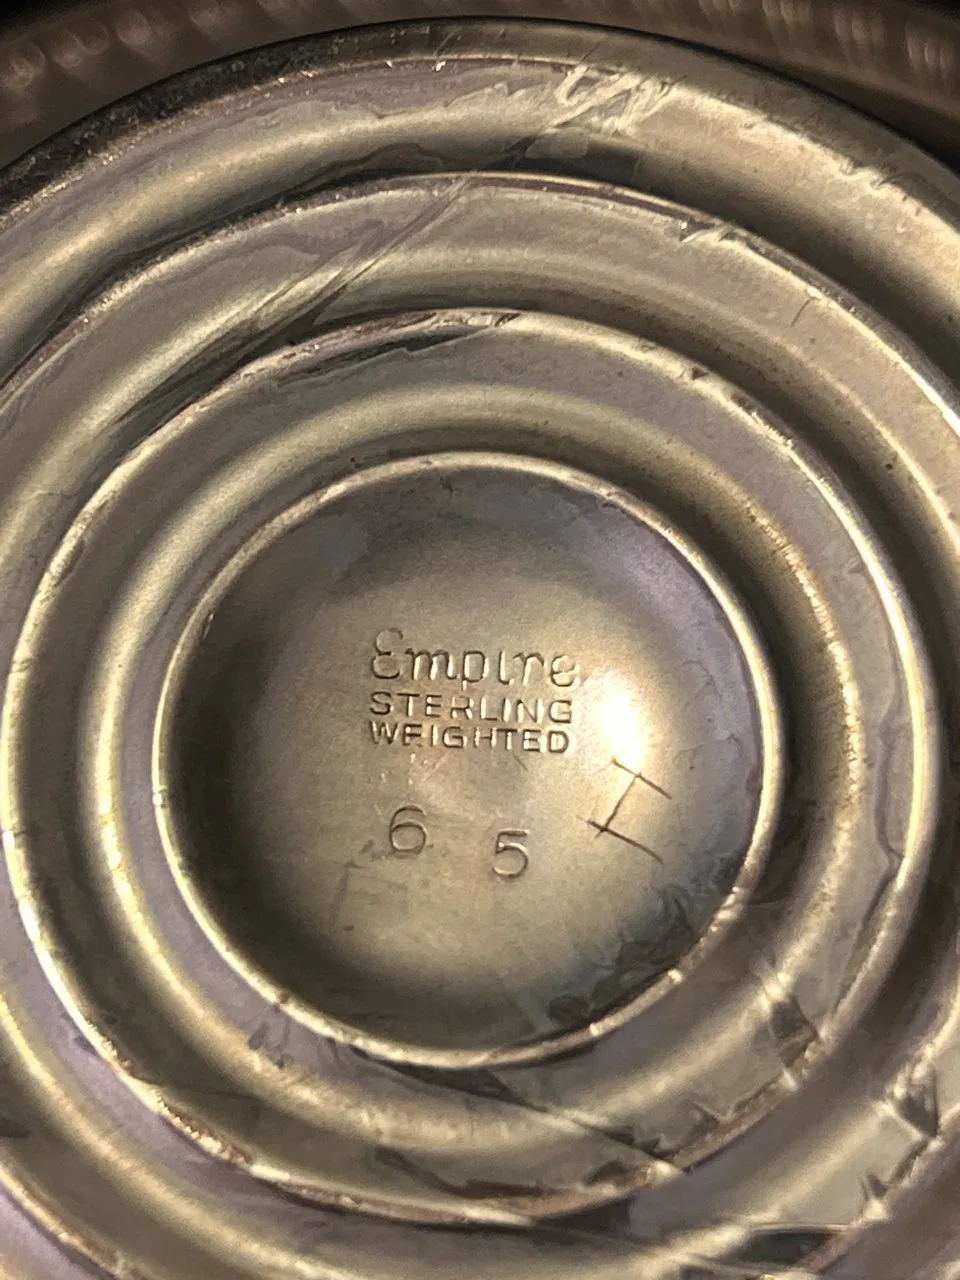 Empire
STERLING
WEIGHTED
6 5